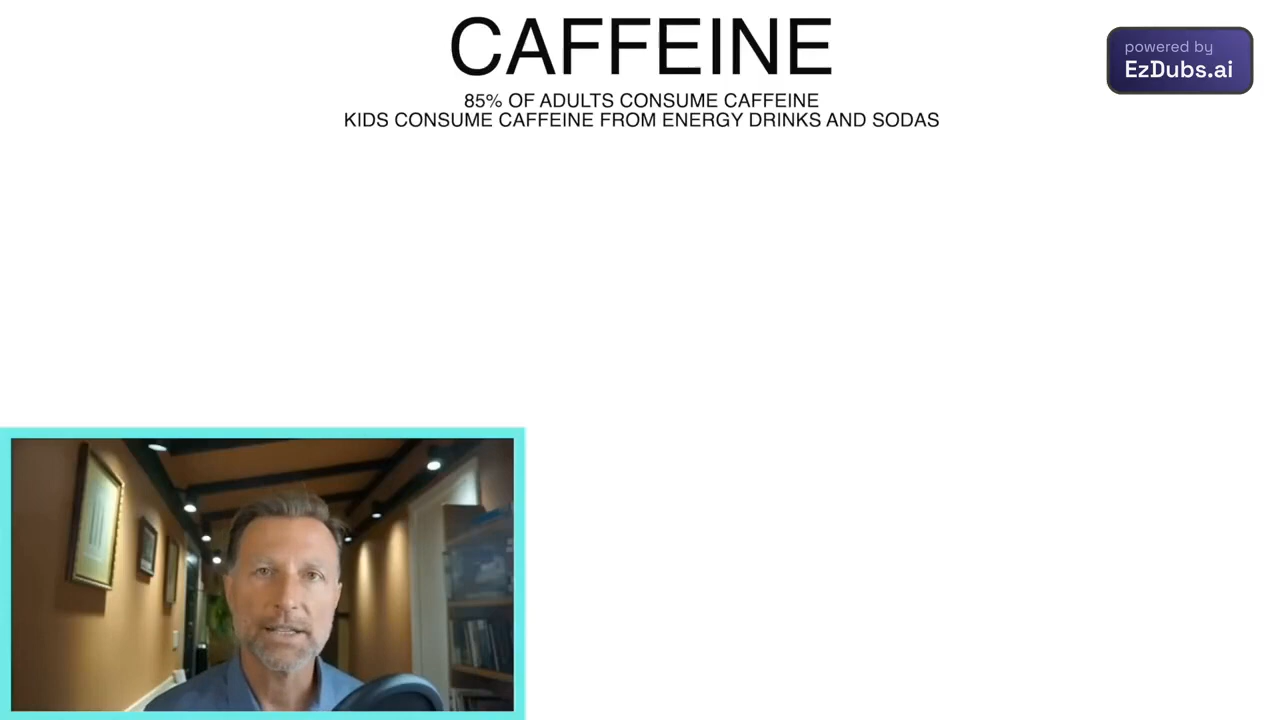 CAFFEINE
85% OF ADULTS CONSUME CAFFEINE
KIDS CONSUME CAFFEINE FROM ENERGY DRINKS AND SODAS
powered by
EzDubs.ai